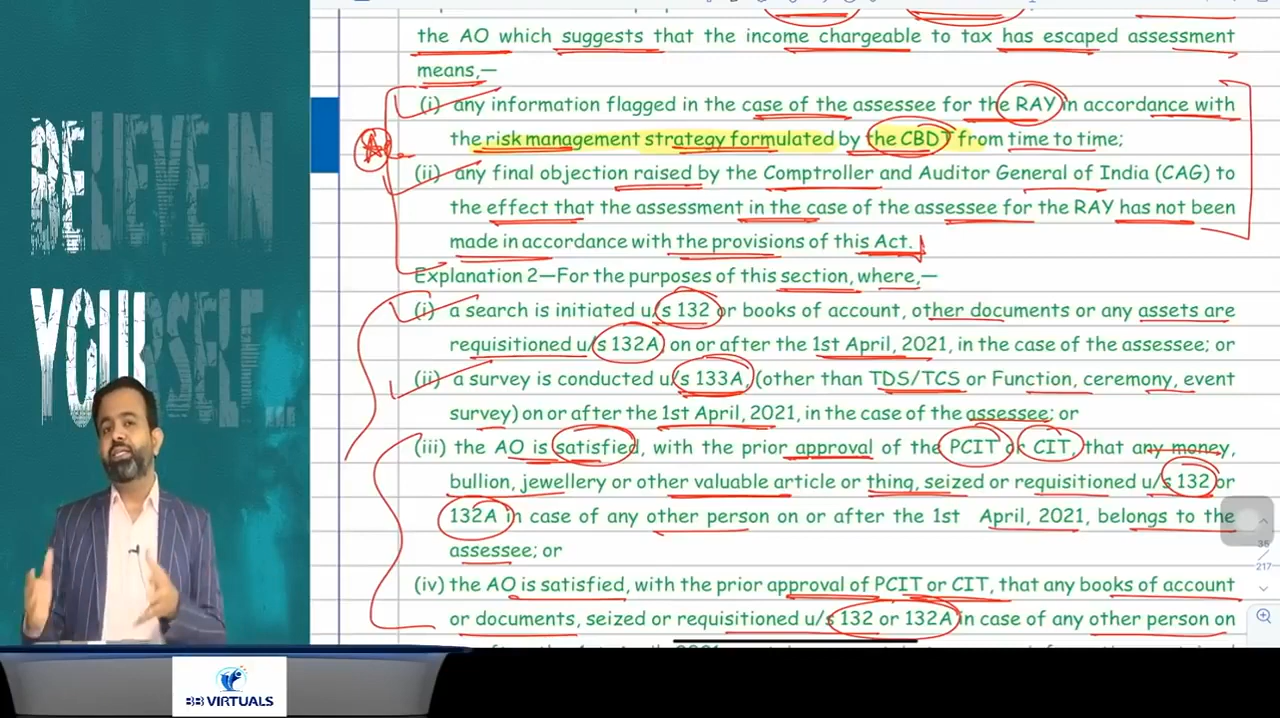 BELIEVE IN
YOURSELF...
the AO which suggests that the income chargeable to tax has escaped assessment
means,—
(i) any information flagged in the case of the assessee for the RAY in accordance with
the risk management strategy formulated by the CBDT from time to time;
(ii) any final objection raised by the Comptroller and Auditor General of India (CAG) to
the effect that the assessment in the case of the assessee for the RAY has not been
made in accordance with the provisions of this Act.
Explanation 2—For the purposes of this section, where,—
(i) a search is initiated u/s 132 or books of account, other documents or any assets are
requisitioned u/s 132A on or after the 1st April, 2021, in the case of the assessee; or
(ii) a survey is conducted u/s 133A, (other than TDS/TCS or Function, ceremony, event
survey) on or after the 1st April, 2021, in the case of the assessee; or
(iii) the AO is satisfied, with the prior approval of the PCIT or CIT, that any money,
bullion, jewellery or other valuable article or thing, seized or requisitioned u/s 132 or
132A in case of any other person on or after the 1st April, 2021, belongs to the
assessee; or
(iv) the AO is satisfied, with the prior approval of PCIT or CIT, that any books of account
or documents, seized or requisitioned u/s 132 or 132A in case of any other person on
35
217
BB VIRTUALS